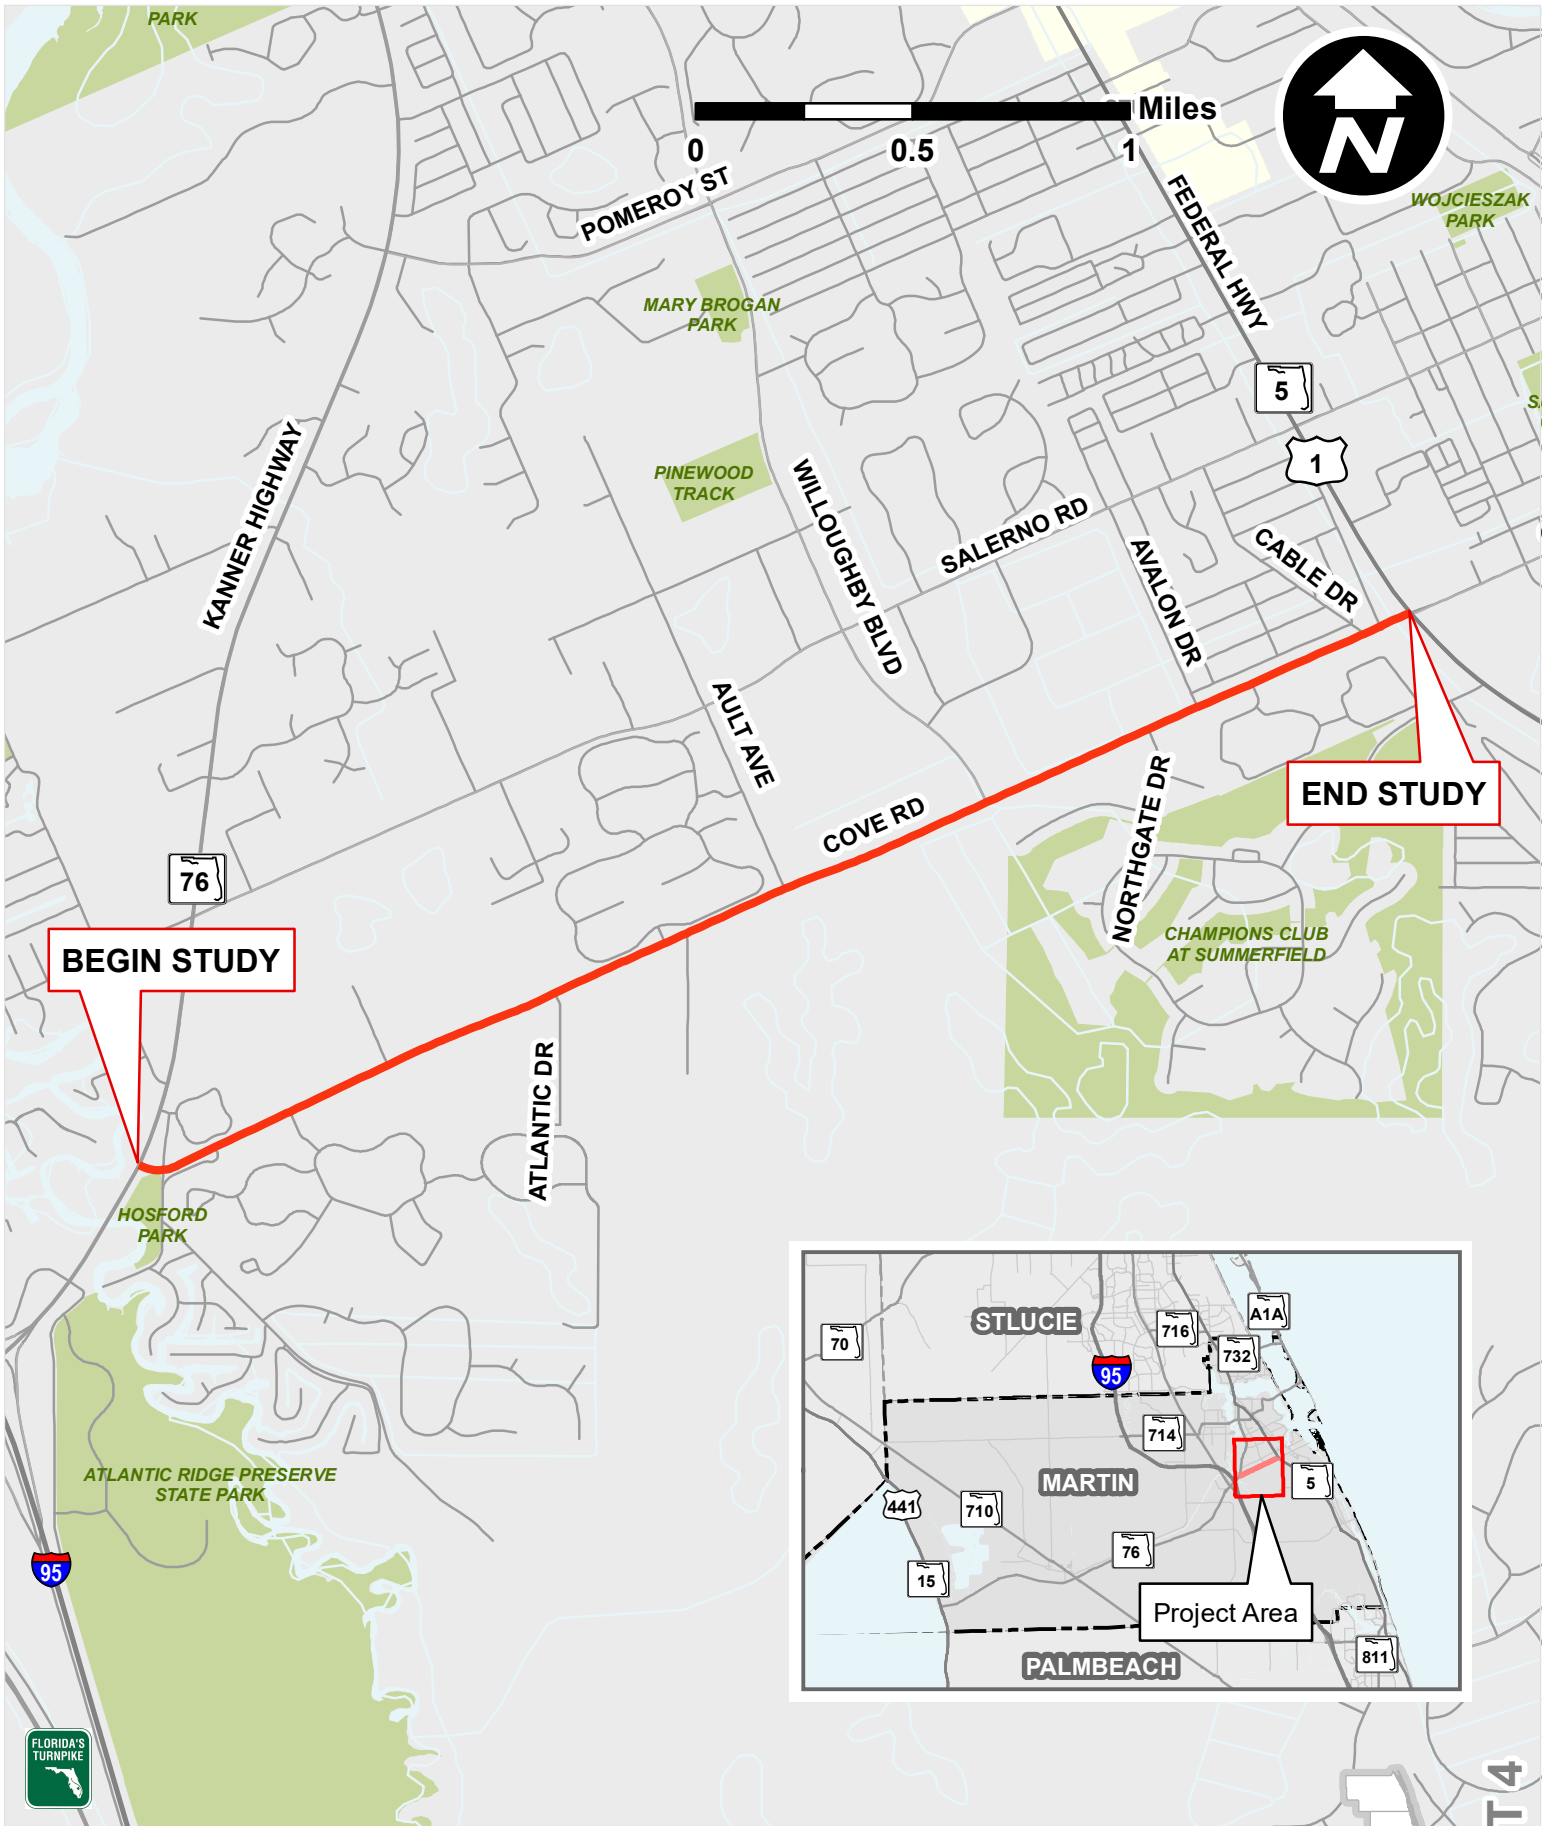 PARK
Miles
0
0.5
1
N
POMEROY ST
FEDERAL HWY
WOJCIESZAK
PARK
MARY BROGAN
PARK
5
1
KANNER HIGHWAY
PINEWOOD
TRACK
WILLOUGHBY BLVD
SALERNO RD
AVALON DR
CABLE DR
AULT AVE
END STUDY
NORTHGATE DR
COVE RD
76
CHAMPIONS CLUB
AT SUMMERFIELD
BEGIN STUDY
ATLANTIC DR
HOSFORD
PARK
ATLANTIC RIDGE PRESERVE
STATE PARK
95
FLORIDA'S
TURNPIKE
STLUCIE
A1A
716
70
732
95
714
MARTIN
5
441
710
76
15
Project Area
PALMBEACH
811
T 4